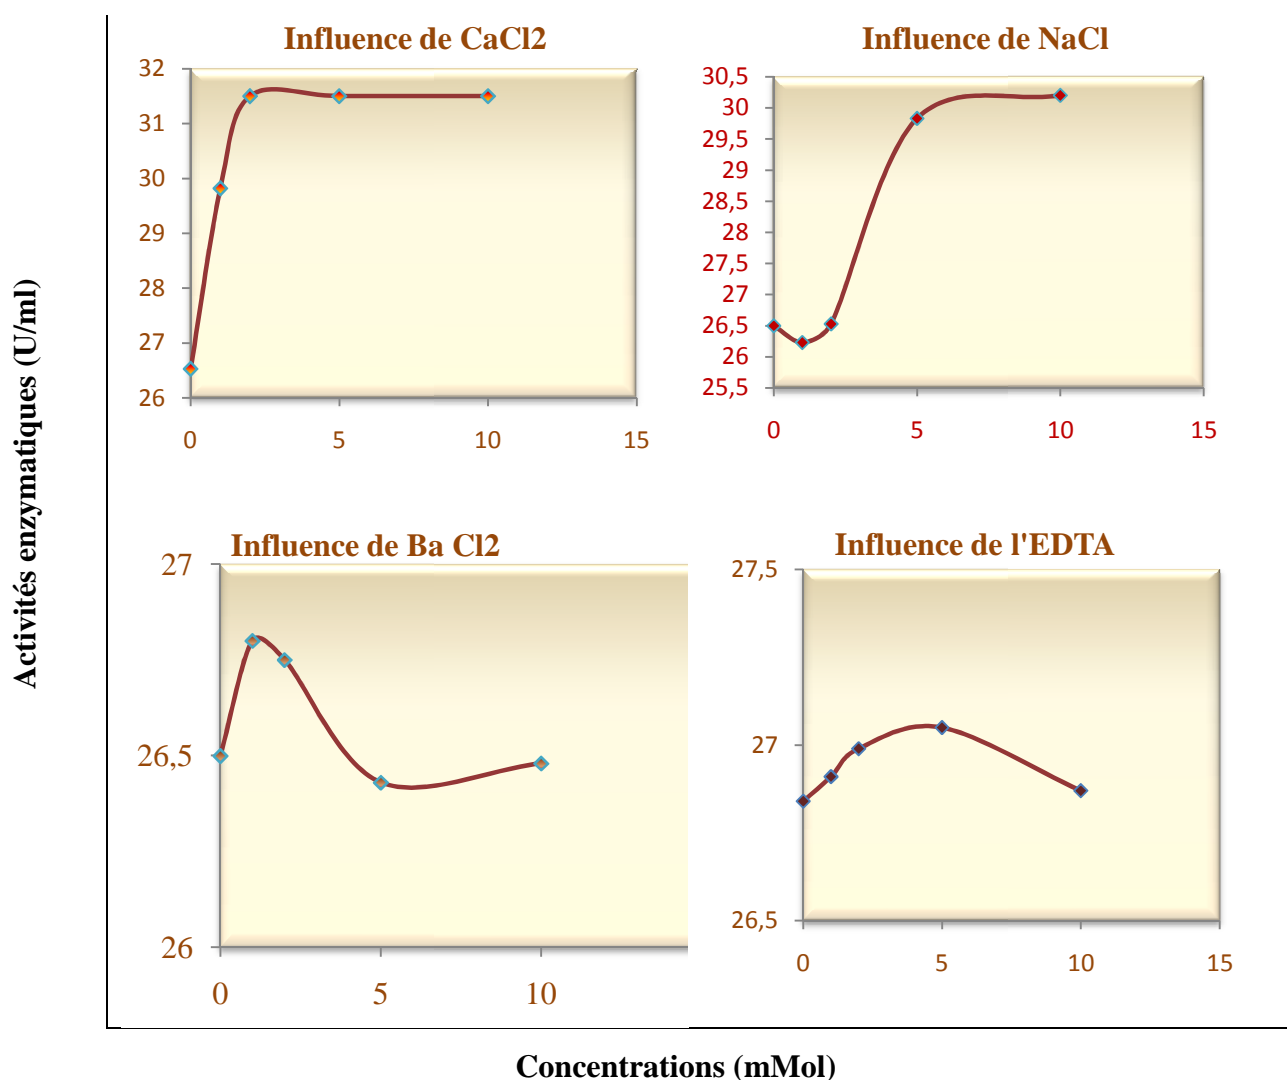 Activités enzymatiques (U/ml)
Influence de CaCl2
32
31
30
29
28
27
26
0 5 10 15
Influence de NaCl
30,5
30
29,5
29
28,5
28
27,5
27
26,5
26
25,5
0 5 10 15
Influence de Ba Cl2
27
26,5
26
0 5 10
Influence de l'EDTA
27,5
27
26,5
0 5 10 15
Concentrations (mMol)